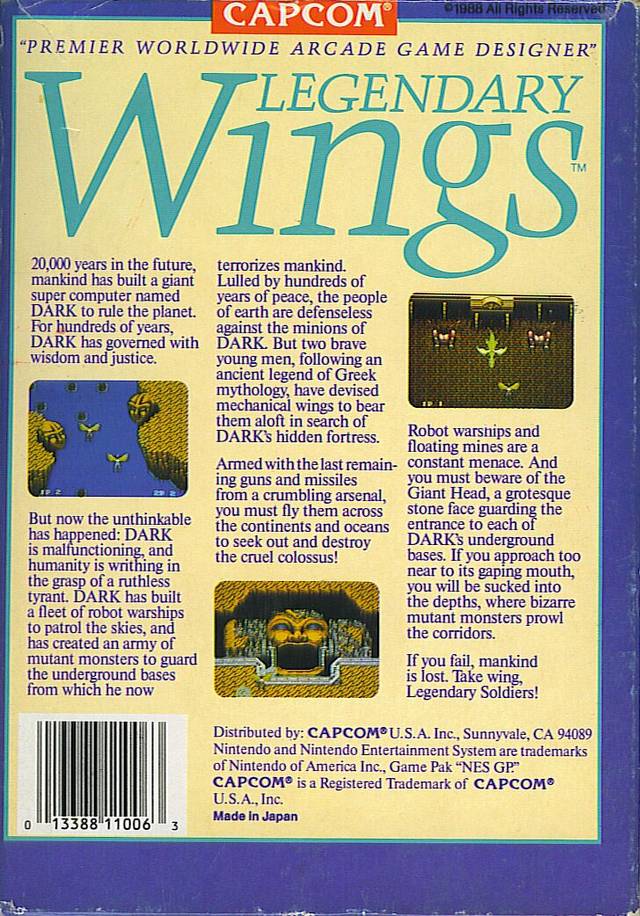 CAPCOM®
©1988 All Rights Reserved
"PREMIER WORLDWIDE ARCADE GAME DESIGNER"
LEGENDARY
Wings™
20,000 years in the future,
mankind has built a giant
super computer named
DARK to rule the planet.
For hundreds of years,
DARK has governed with
wisdom and justice.
1P 2 2P 2
But now the unthinkable
has happened: DARK
is malfunctioning, and
humanity is writhing in
the grasp of a ruthless
tyrant. DARK has built
a fleet of robot warships
to patrol the skies, and
has created an army of
mutant monsters to guard
the underground bases
from which he now
terrorizes mankind.
Lulled by hundreds of
years of peace, the people
of earth are defenseless
against the minions of
DARK. But two brave
young men, following an
ancient legend of Greek
mythology, have devised
mechanical wings to bear
them aloft in search of
DARK's hidden fortress.
Armed with the last remain-
ing guns and missiles
from a crumbling arsenal,
you must fly them across
the continents and oceans
to seek out and destroy
the cruel colossus!
1P 1
Robot warships and
floating mines are a
constant menace. And
you must beware of the
Giant Head, a grotesque
stone face guarding the
entrance to each of
DARK's underground
bases. If you approach too
near to its gaping mouth,
you will be sucked into
the depths, where bizarre
mutant monsters prowl
the corridors.
If you fail, mankind
is lost. Take wing,
Legendary Soldiers!
0 13388 11006 3
Distributed by: CAPCOM® U.S.A. Inc., Sunnyvale, CA 94089
Nintendo and Nintendo Entertainment System are trademarks
of Nintendo of America Inc., Game Pak "NES GP."
CAPCOM® is a Registered Trademark of CAPCOM®
U.S.A., Inc.
Made in Japan